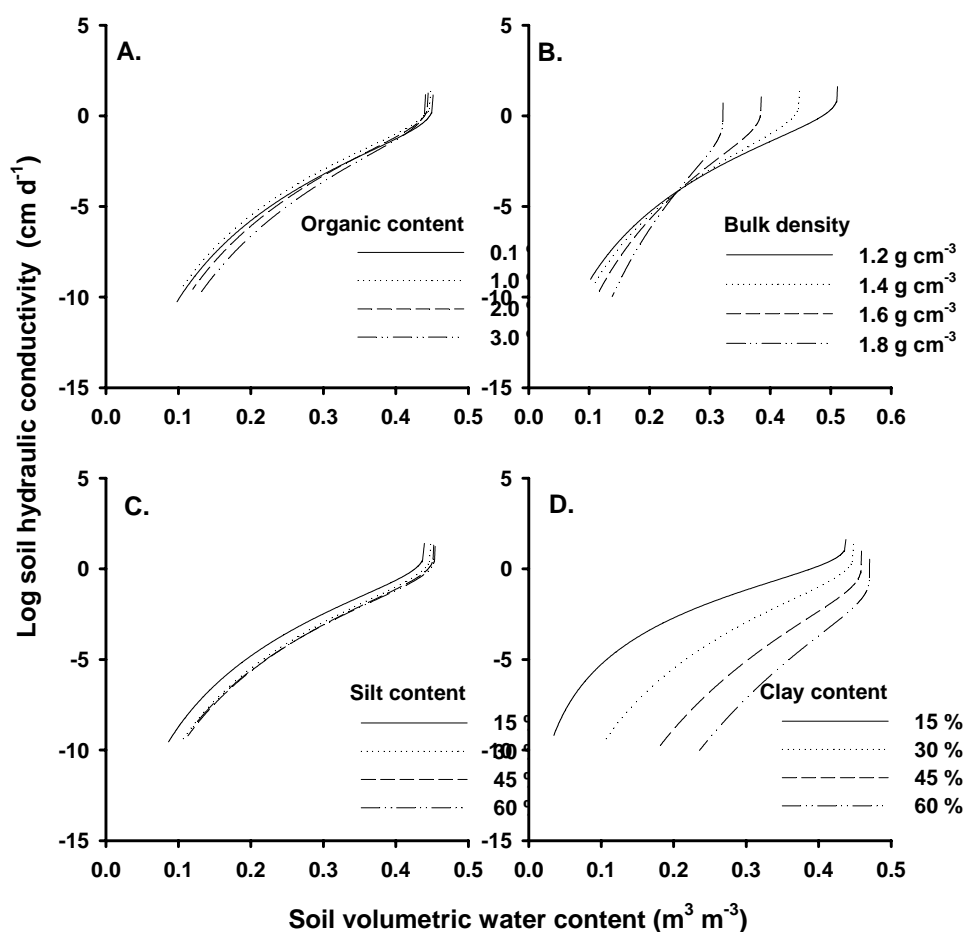 Log soil hydraulic conductivity (cm d⁻¹)
A.
5
0
-5
-10
-15
0.0 0.1 0.2 0.3 0.4 0.5
Organic content
0.1
1.0
2.0
3.0
B.
5
0
-5
-10
-15
0.0 0.1 0.2 0.3 0.4 0.5 0.6
Bulk density
1.2 g cm⁻³
1.4 g cm⁻³
1.6 g cm⁻³
1.8 g cm⁻³
C.
5
0
-5
-10
-15
0.0 0.1 0.2 0.3 0.4 0.5
Silt content
15 %
30 %
45 %
60 %
D.
5
0
-5
-10
-15
0.0 0.1 0.2 0.3 0.4 0.5
Clay content
15 %
30 %
45 %
60 %
Soil volumetric water content (m³ m⁻³)